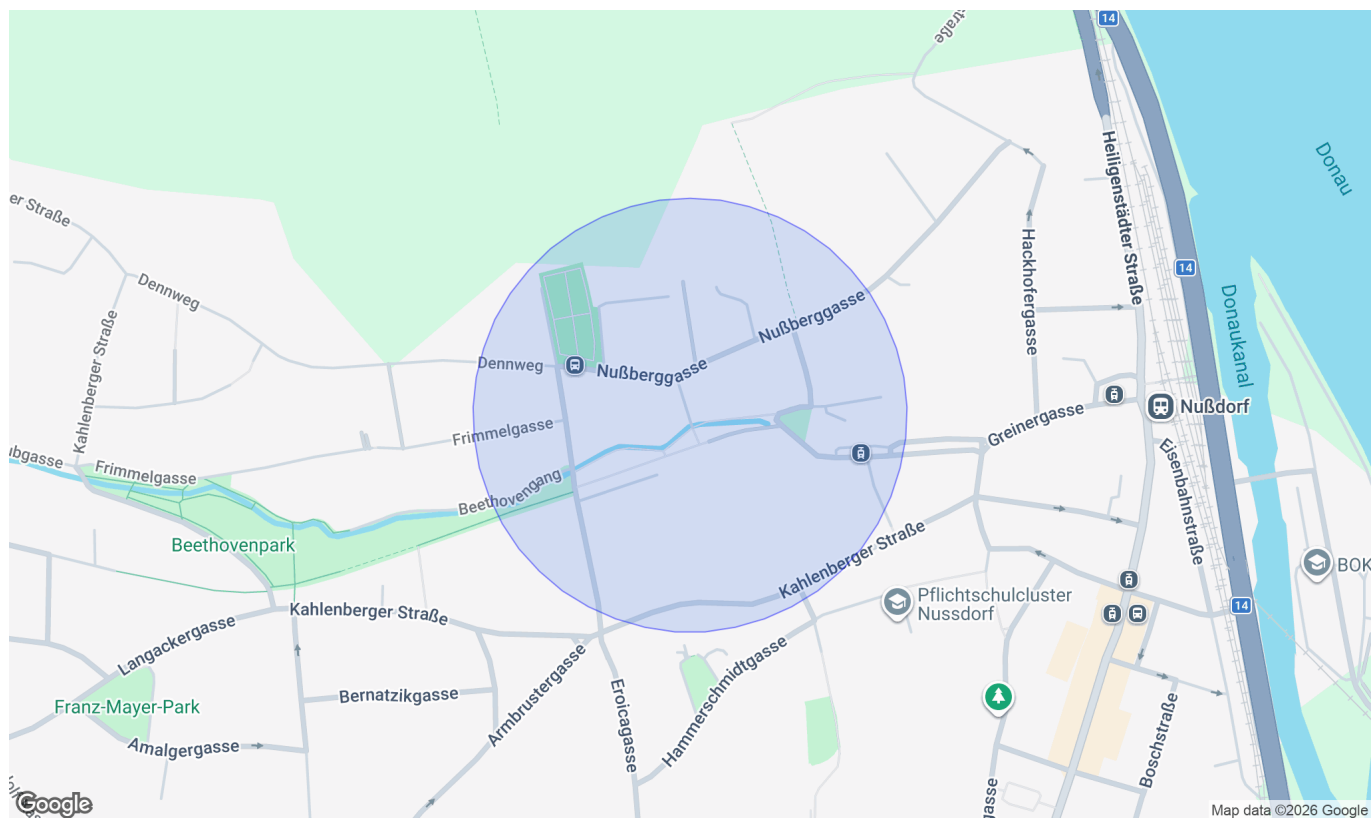 14
straße
Donau
Heiligenstädter Straße
er Straße
Dennweg
Hackhofergasse
14
Donaukanal
Kahlenberger Straße
Nußberggasse
Dennweg
Nußberggasse
Nußdorf
Greinergasse
Frimmelgasse
ubgasse
Frimmelgasse
Eisenbahnstraße
Beethovengang
Beethovenpark
Kahlenberger Straße
BOK
Pflichtschulcluster
Nussdorf
14
Kahlenberger Straße
Langackergasse
Bernatzikgasse
Armbrustergasse
Eroicagasse
Hammerschmidtgasse
Franz-Mayer-Park
Amalgergasse
Boschstraße
gasse
Google
Map data ©2026 Google